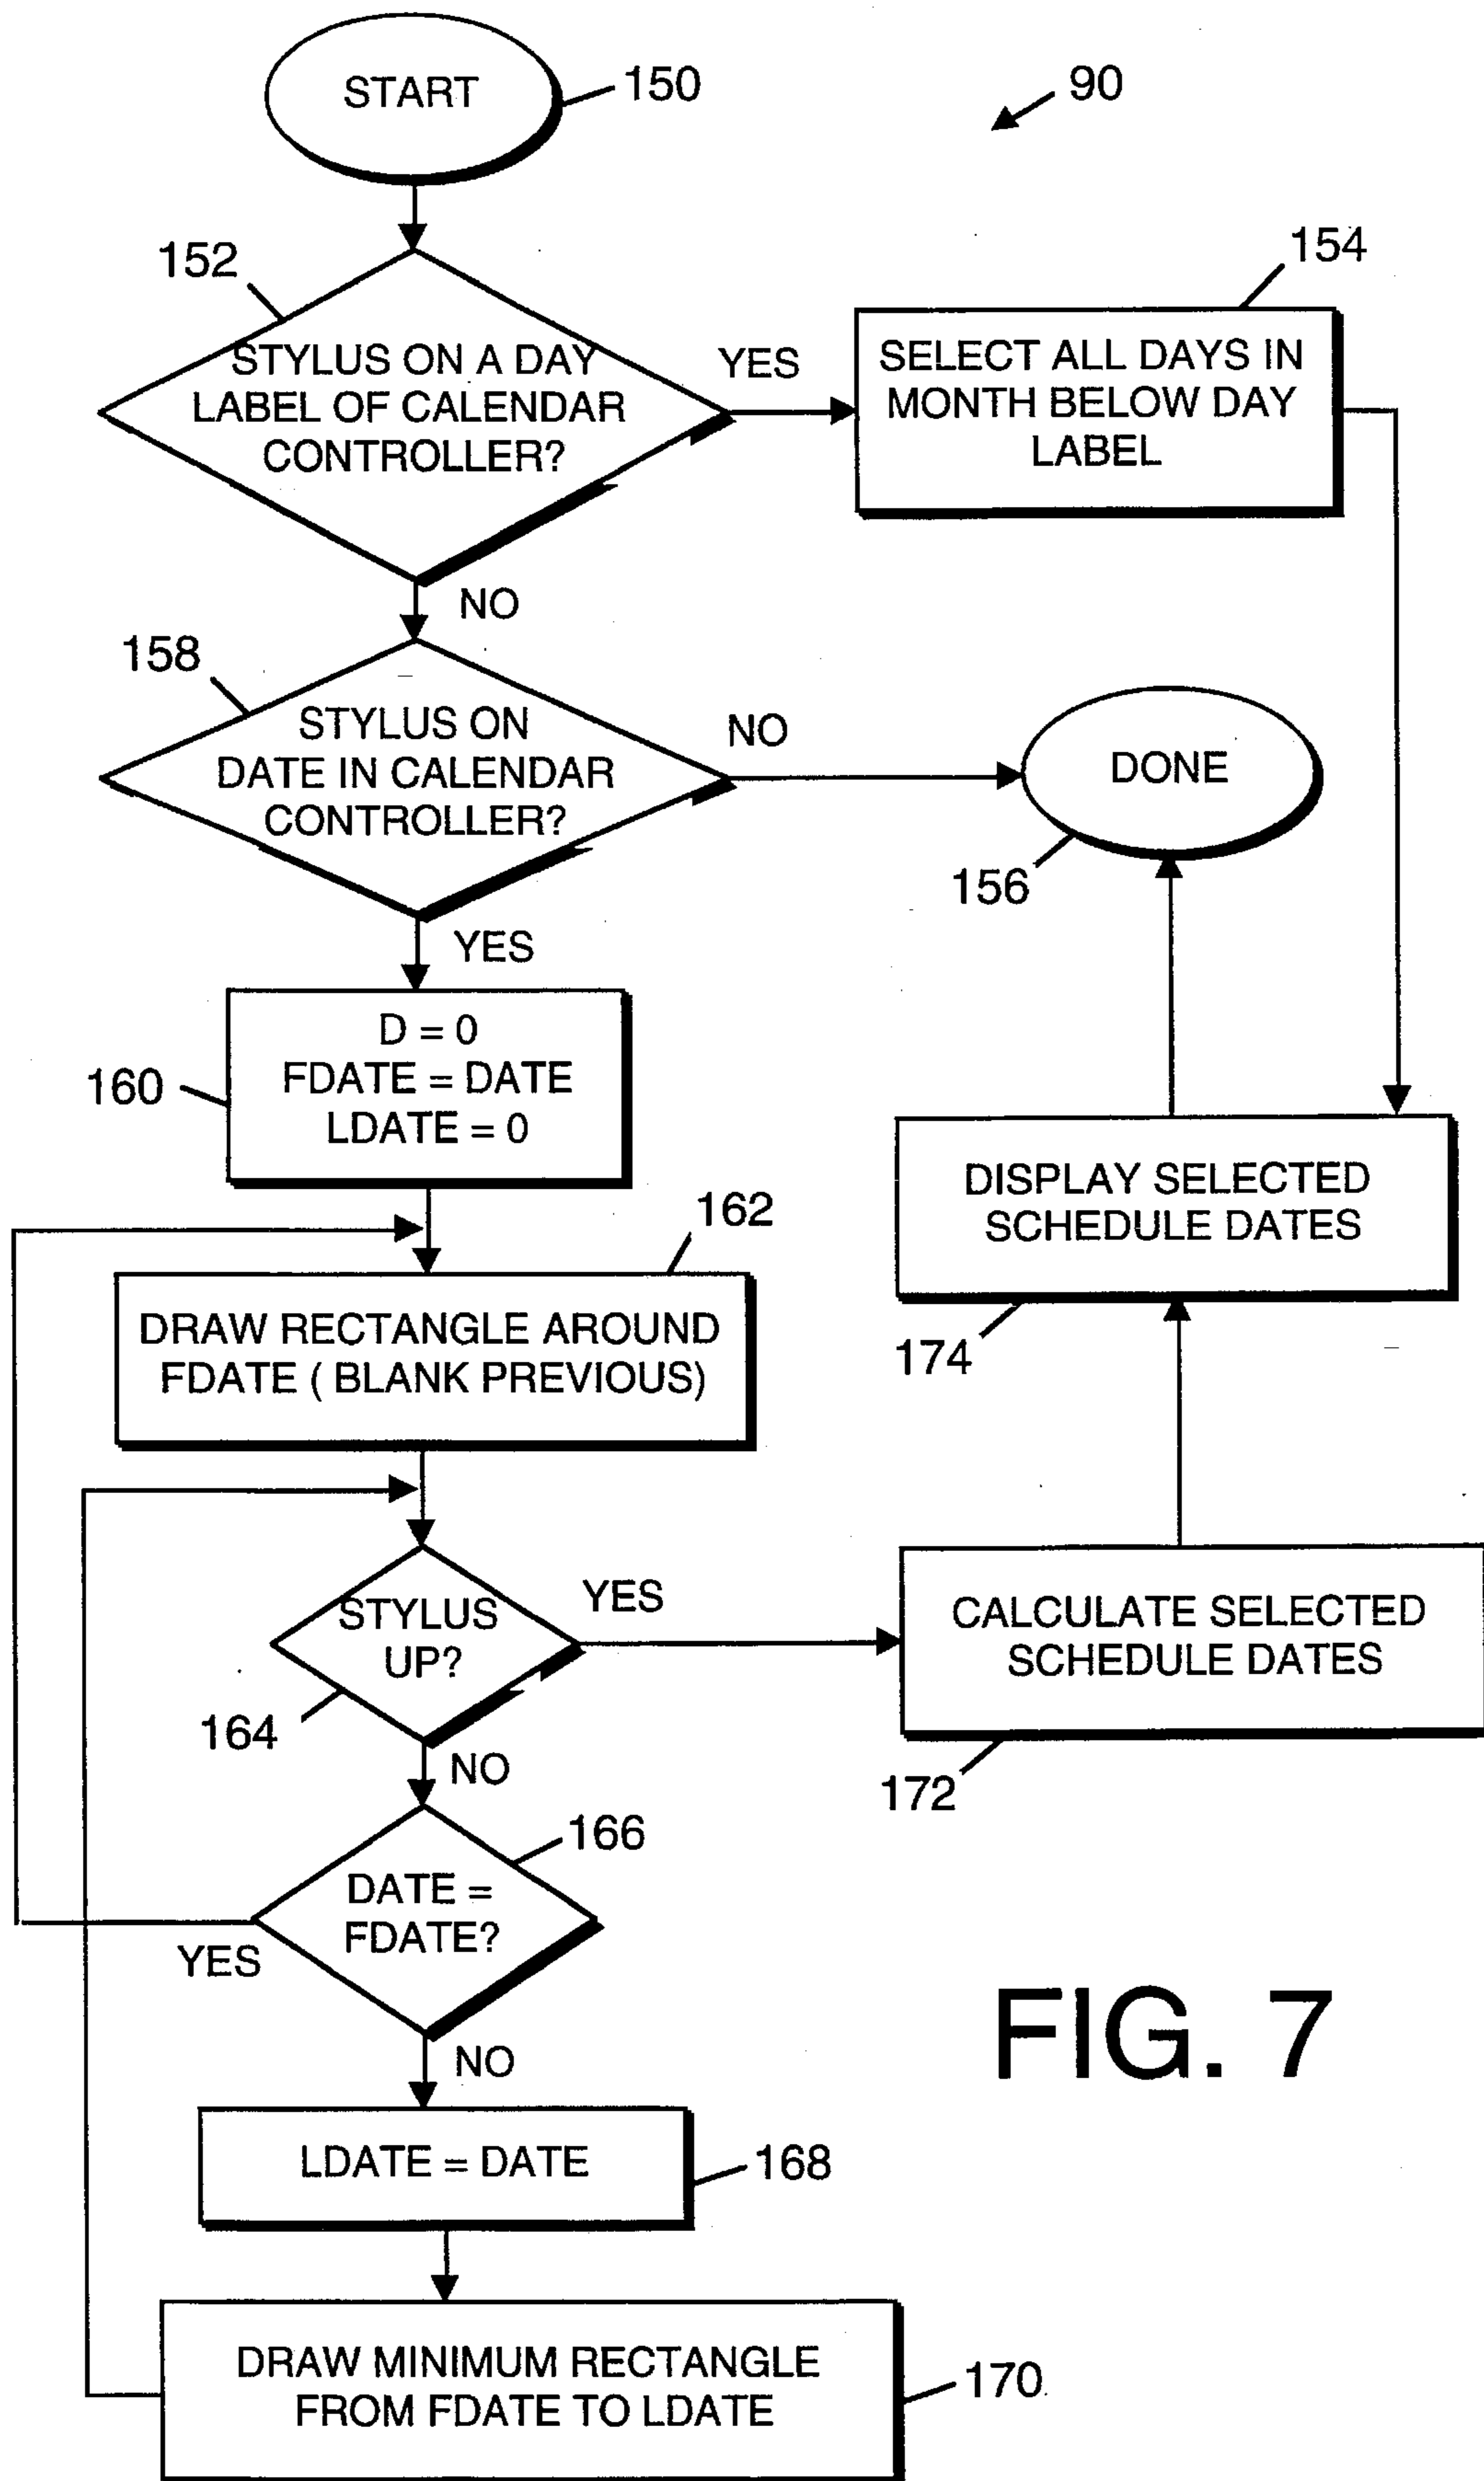 START
150
90
152
154
STYLUS ON A DAY
LABEL OF CALENDAR
CONTROLLER?
YES
SELECT ALL DAYS IN
MONTH BELOW DAY
LABEL
NO
158
STYLUS ON
DATE IN CALENDAR
CONTROLLER?
NO
DONE
156
YES
160
D = 0
FDATE = DATE
LDATE = 0
DISPLAY SELECTED
SCHEDULE DATES
174
162
DRAW RECTANGLE AROUND
FDATE ( BLANK PREVIOUS)
STYLUS
UP?
YES
164
CALCULATE SELECTED
SCHEDULE DATES
172
NO
166
DATE =
FDATE?
YES
NO
FIG. 7
LDATE = DATE
168
DRAW MINIMUM RECTANGLE
FROM FDATE TO LDATE
170